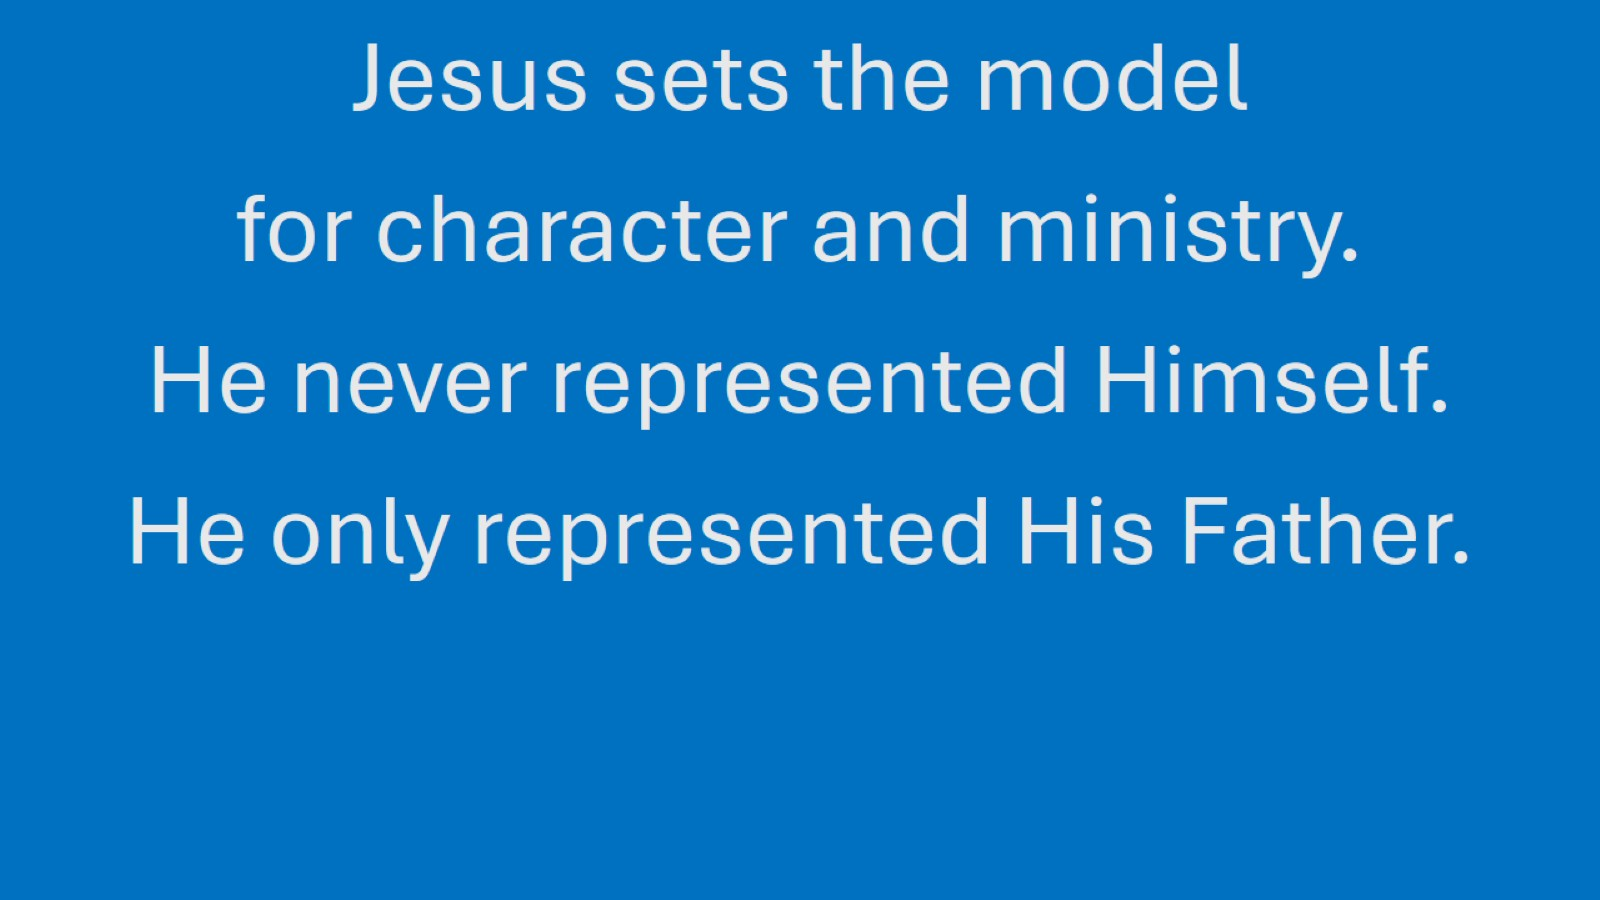 Jesus sets the model
for character and ministry.
He never represented Himself.
He only represented His Father.